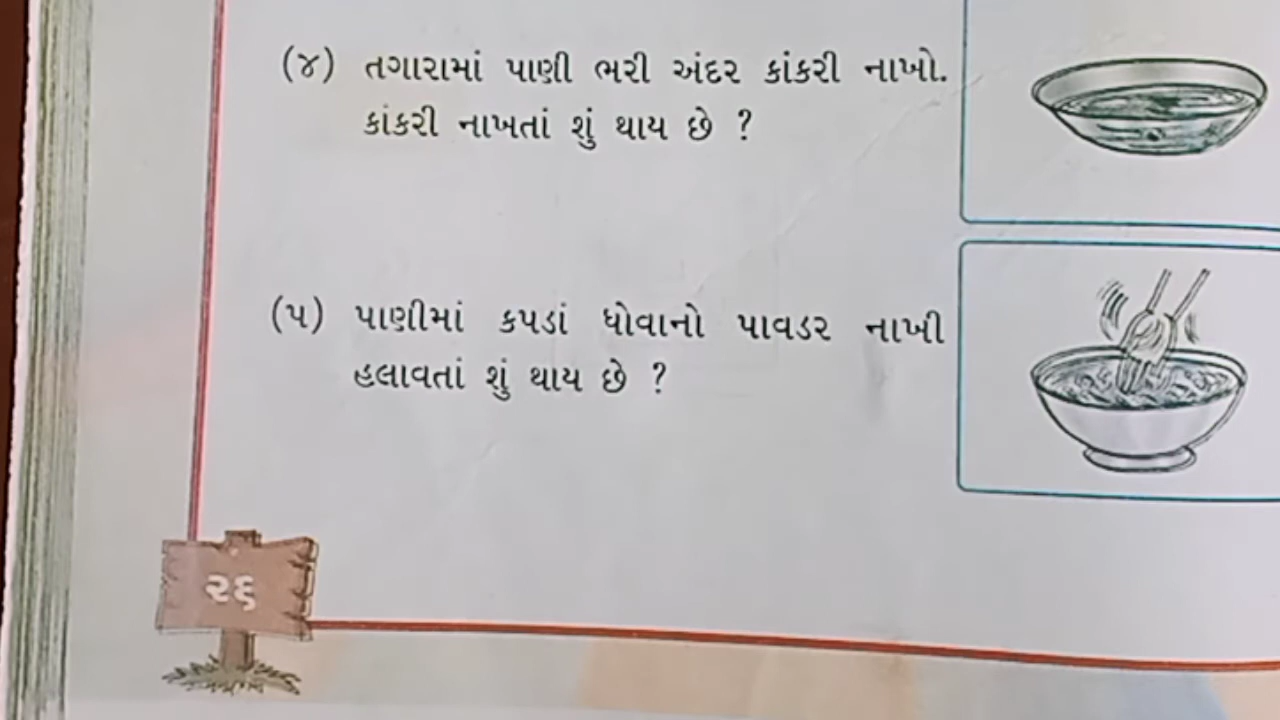 (૪) તગારામાં પાણી ભરી અંદર કાંકરી નાખો.
કાંકરી નાખતાં શું થાય છે ?
(૫) પાણીમાં કપડાં ધોવાનો પાવડર નાખી
હલાવતાં શું થાય છે ?
૨૬